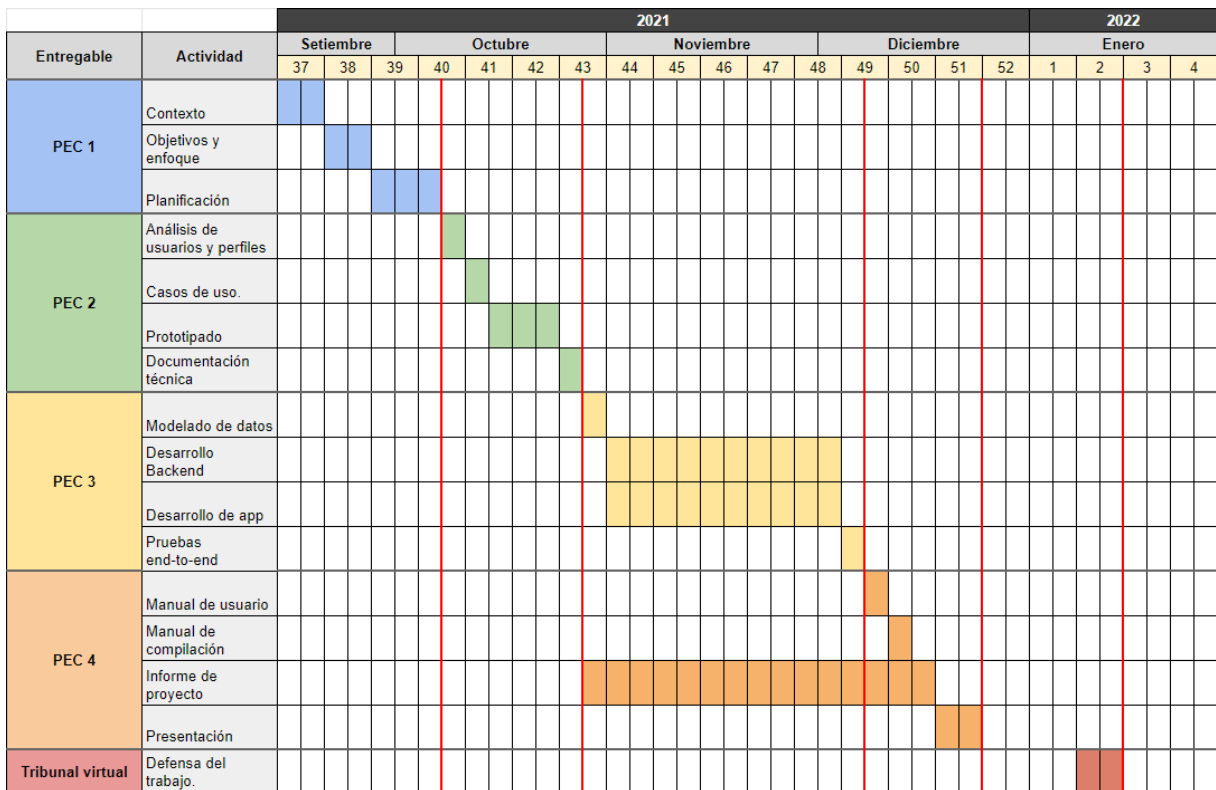 2021 2022
Entregable Actividad Setiembre Octubre Noviembre Diciembre Enero
37 38 39 40 41 42 43 44 45 46 47 48 49 50 51 52 1 2 3 4
PEC 1
Contexto
Objetivos y
enfoque
Planificación
PEC 2
Análisis de
usuarios y perfiles
Casos de uso.
Prototipado
Documentación
técnica
PEC 3
Modelado de datos
Desarrollo
Backend
Desarrollo de app
Pruebas
end-to-end
PEC 4
Manual de usuario
Manual de
compilación
Informe de
proyecto
Presentación
Tribunal virtual
Defensa del
trabajo.